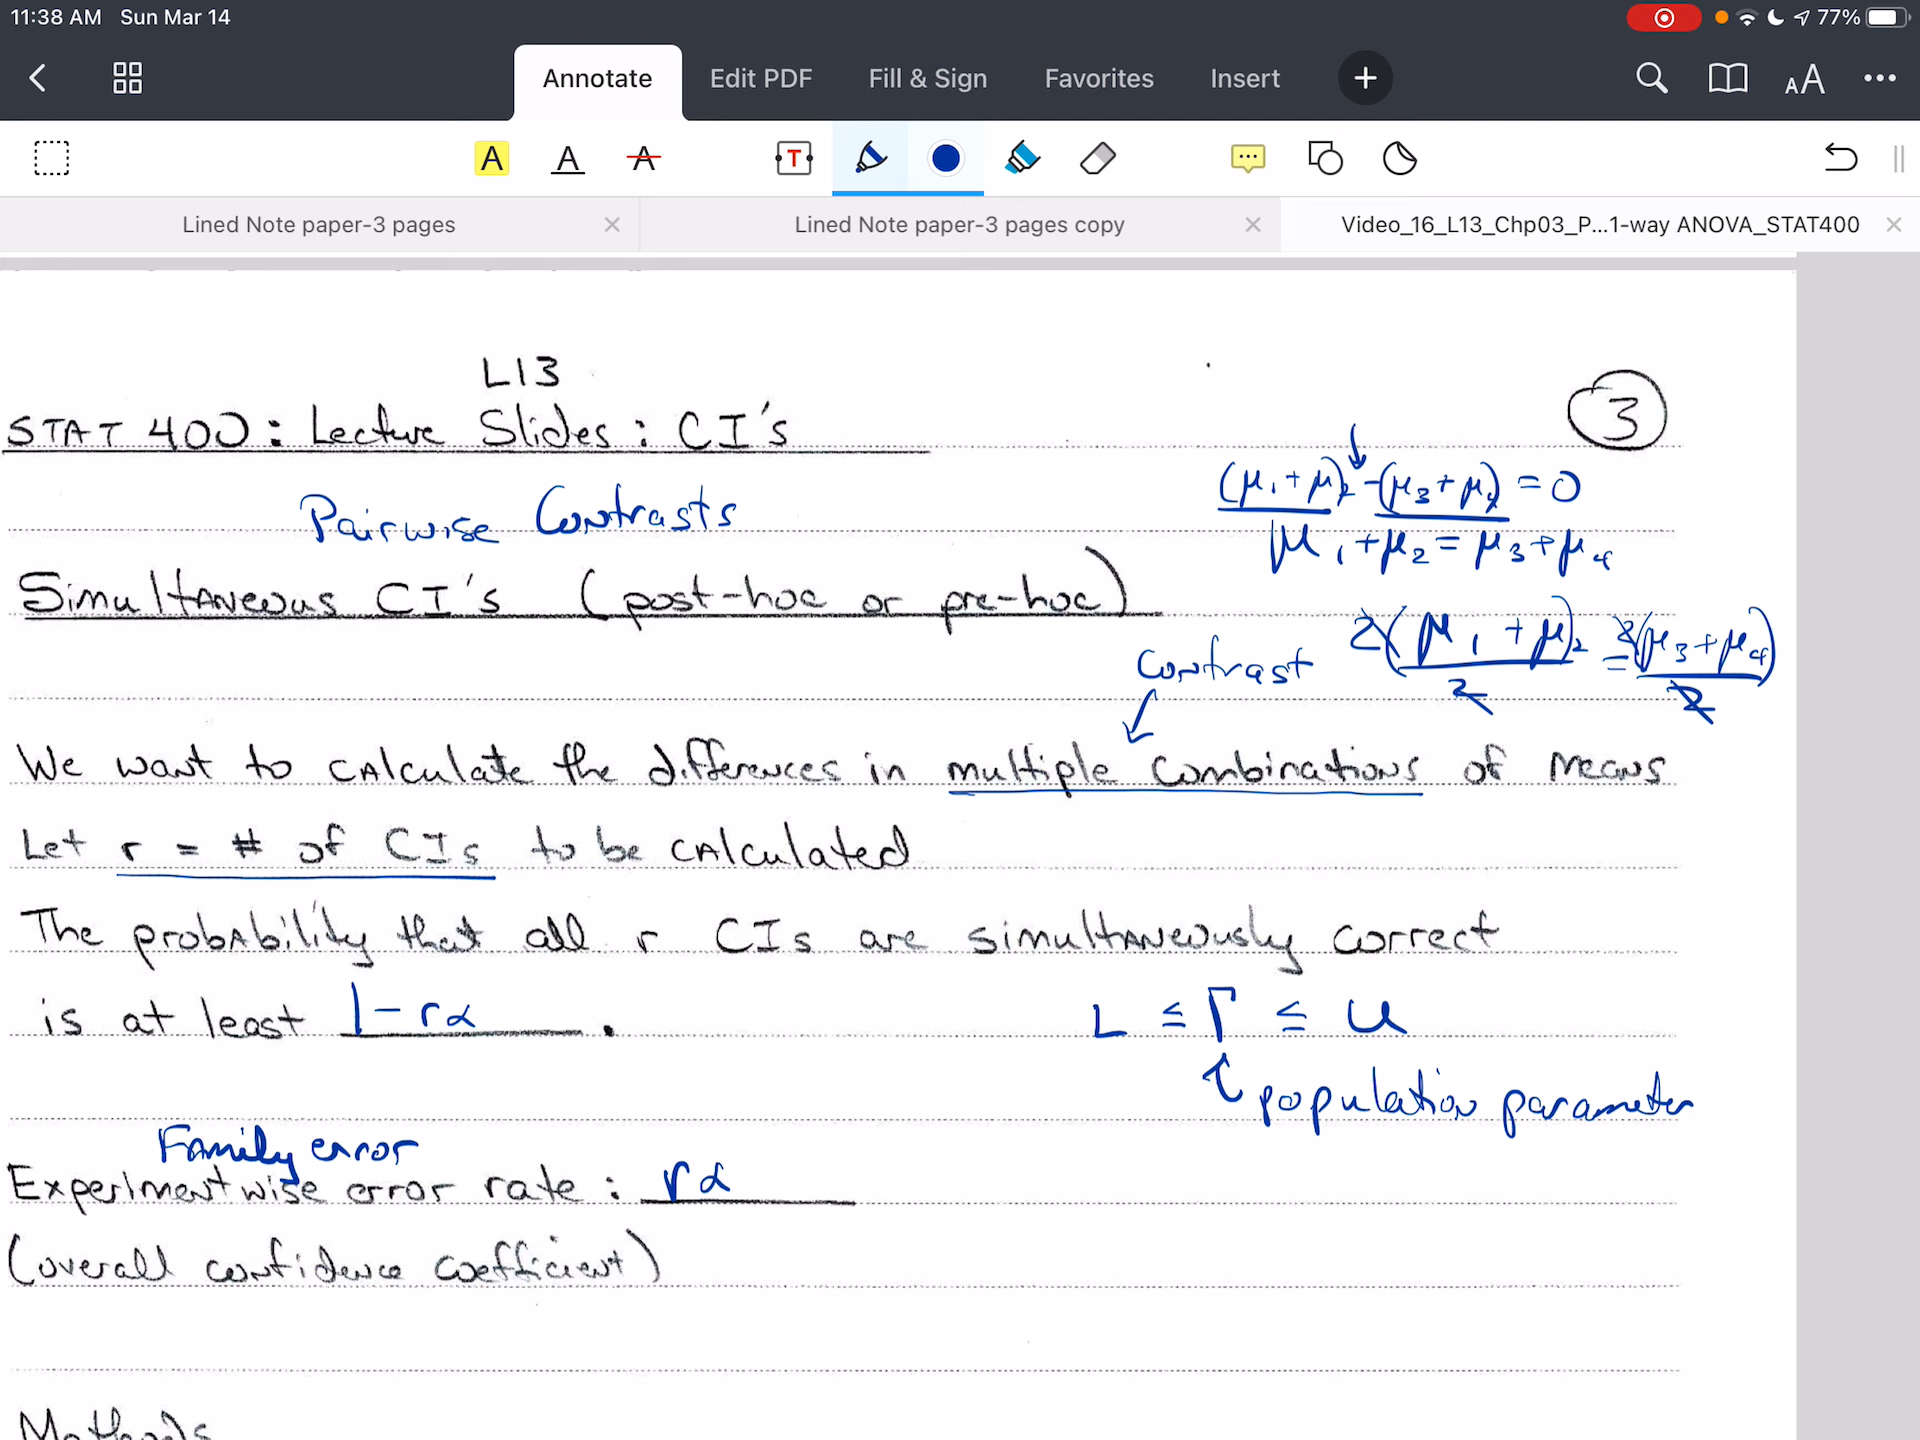 11:38 AM Sun Mar 14
77%
Annotate Edit PDF Fill & Sign Favorites Insert
AA
A A A T
Lined Note paper-3 pages
Lined Note paper-3 pages copy
Video_16_L13_Chp03_P...1-way ANOVA_STAT400
L13
3
STAT 400: Lecture Slides: CI's
(μ₁+μ)₂-(μ₃+μ₄) = 0
Pairwise Contrasts
μ₁+μ₂=μ₃+μ₄
Simultaneous CI's (post-hoc or pre-hoc)
2(μ₁+μ)₂/2 = 2(μ₃+μ₄)/2
Contrast
We want to calculate the differences in multiple combinations of means
Let r = # of CIs to be calculated
The probability that all r CIs are simultaneously correct
is at least 1-rα.
L ≤ Γ ≤ U
population parameter
Family error
Experimentwise error rate: rα
(overall confidence coefficient)
Methods